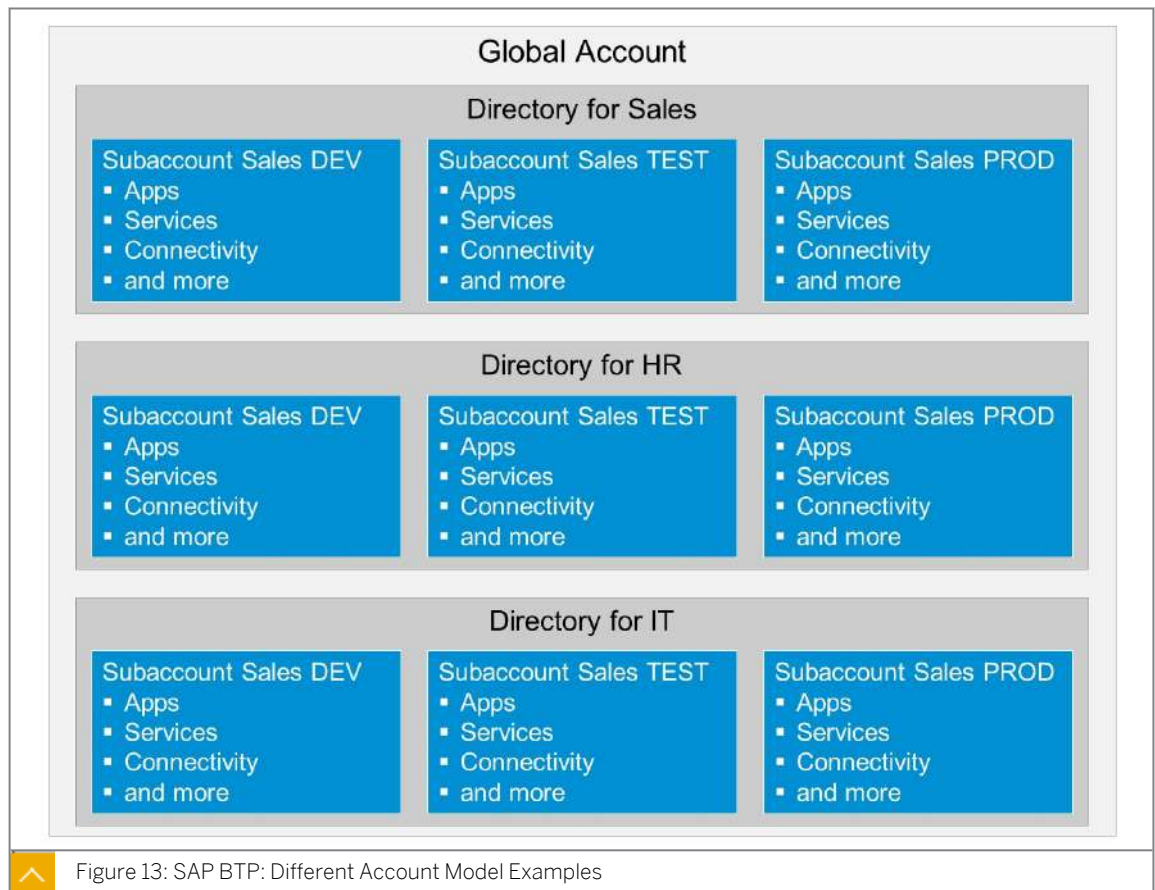 Global Account
Directory for Sales
Subaccount Sales DEV
▪ Apps
▪ Services
▪ Connectivity
▪ and more
Subaccount Sales TEST
▪ Apps
▪ Services
▪ Connectivity
▪ and more
Subaccount Sales PROD
▪ Apps
▪ Services
▪ Connectivity
▪ and more
Directory for HR
Subaccount Sales DEV
▪ Apps
▪ Services
▪ Connectivity
▪ and more
Subaccount Sales TEST
▪ Apps
▪ Services
▪ Connectivity
▪ and more
Subaccount Sales PROD
▪ Apps
▪ Services
▪ Connectivity
▪ and more
Directory for IT
Subaccount Sales DEV
▪ Apps
▪ Services
▪ Connectivity
▪ and more
Subaccount Sales TEST
▪ Apps
▪ Services
▪ Connectivity
▪ and more
Subaccount Sales PROD
▪ Apps
▪ Services
▪ Connectivity
▪ and more
Figure 13: SAP BTP: Different Account Model Examples